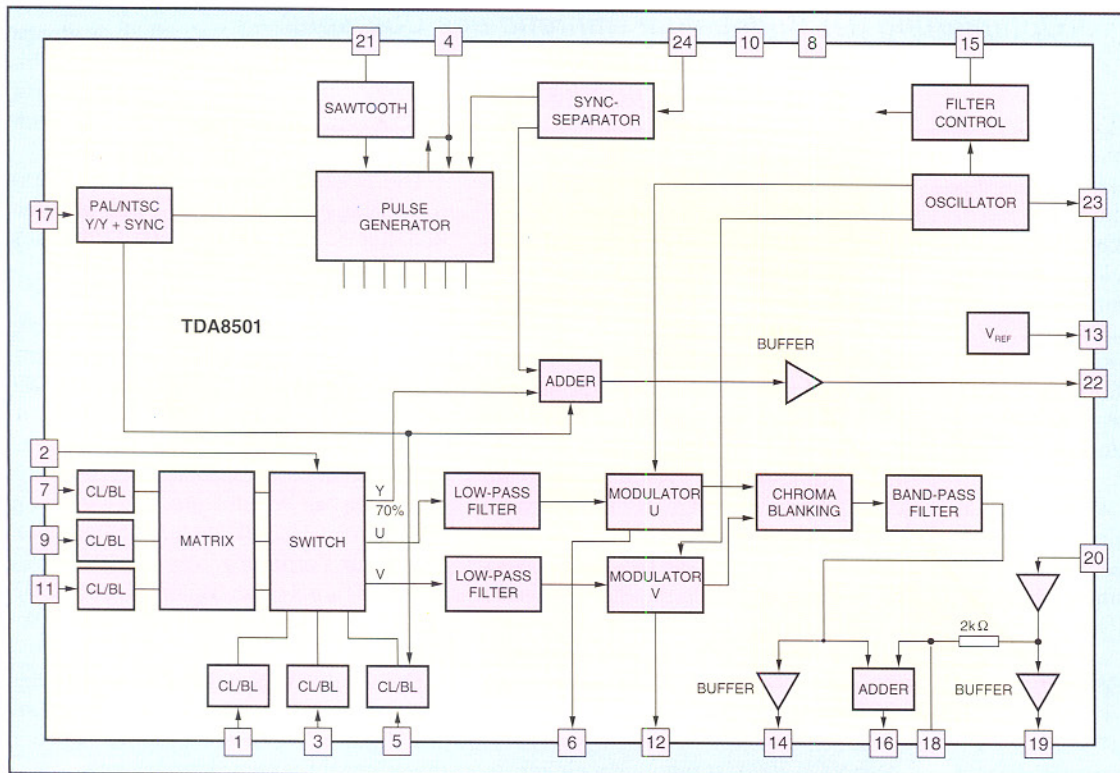 21
4
24
10
8
15
SAWTOOTH
SYNC-
SEPARATOR
FILTER
CONTROL
17
PAL/NTSC
Y/Y + SYNC
PULSE
GENERATOR
OSCILLATOR
23
TDA8501
VREF
13
BUFFER
ADDER
22
2
7
CL/BL
MATRIX
SWITCH
Y
70%
U
V
LOW-PASS
FILTER
MODULATOR
U
CHROMA
BLANKING
BAND-PASS
FILTER
9
CL/BL
11
CL/BL
LOW-PASS
FILTER
MODULATOR
V
20
2kΩ
CL/BL
CL/BL
CL/BL
BUFFER
ADDER
BUFFER
1
3
5
6
12
14
16
18
19